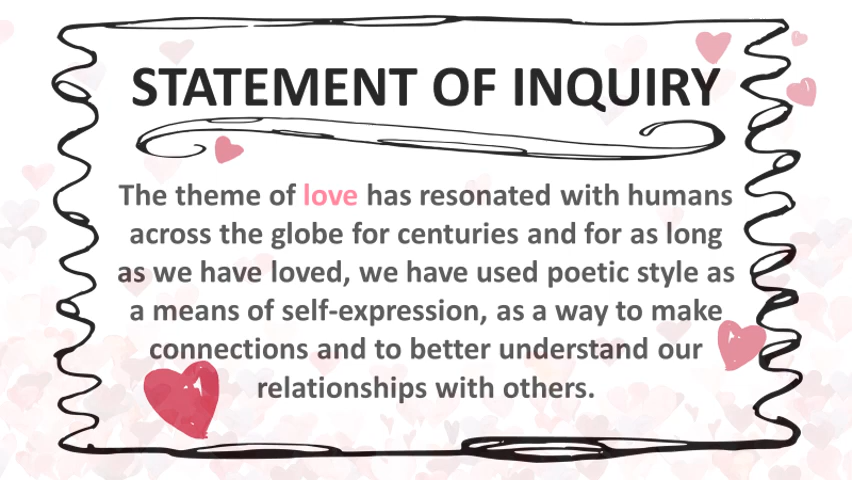 STATEMENT OF INQUIRY
The theme of love has resonated with humans
across the globe for centuries and for as long
as we have loved, we have used poetic style as
a means of self-expression, as a way to make
connections and to better understand our
relationships with others.